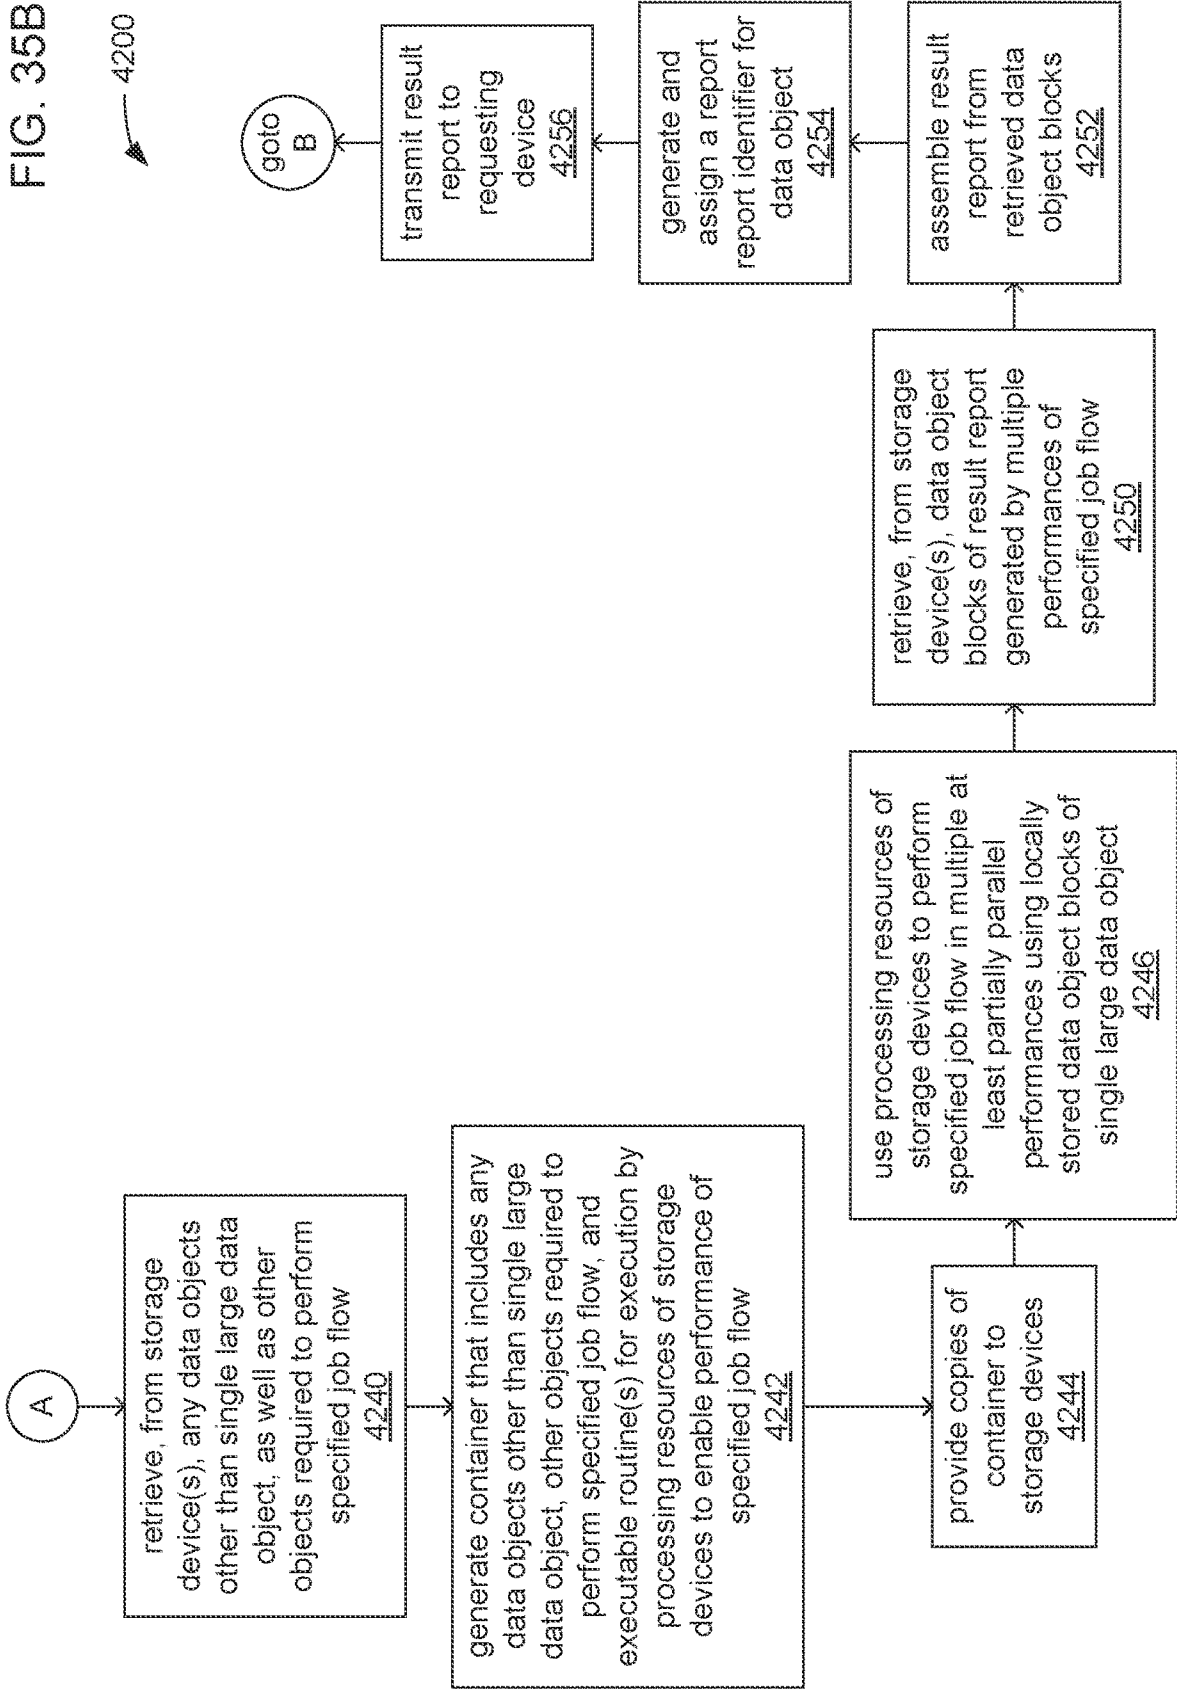 FIG. 35B
4200
A
retrieve, from storage
device(s), any data objects
other than single large data
object, as well as other
objects required to perform
specified job flow
4240
generate container that includes any
data objects other than single large
data object, other objects required to
perform specified job flow, and
executable routine(s) for execution by
processing resources of storage
devices to enable performance of
specified job flow
4242
provide copies of
container to
storage devices
4244
use processing resources of
storage devices to perform
specified job flow in multiple at
least partially parallel
performances using locally
stored data object blocks of
single large data object
4246
retrieve, from storage
device(s), data object
blocks of result report
generated by multiple
performances of
specified job flow
4250
assemble result
report from
retrieved data
object blocks
4252
generate and
assign a report
report identifier for
data object
4254
transmit result
report to
requesting
device
4256
goto
B